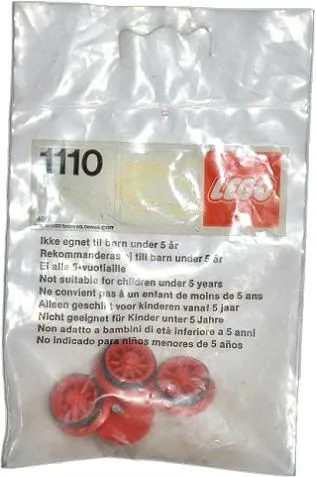 1110
LEGO
Ikke egnet til børn under 5 år
Rekommanderas ej till barn under 5 år
Ei alle 5-vuotiaille
Not suitable for children under 5 years
Ne convient pas à un enfant de moins de 5 ans
Alleen geschikt voor kinderen vanaf 5 jaar
Nicht geeignet für Kinder unter 5 Jahre
Non adatto a bambini di età inferiore a 5 anni
No indicado para niños menores de 5 años